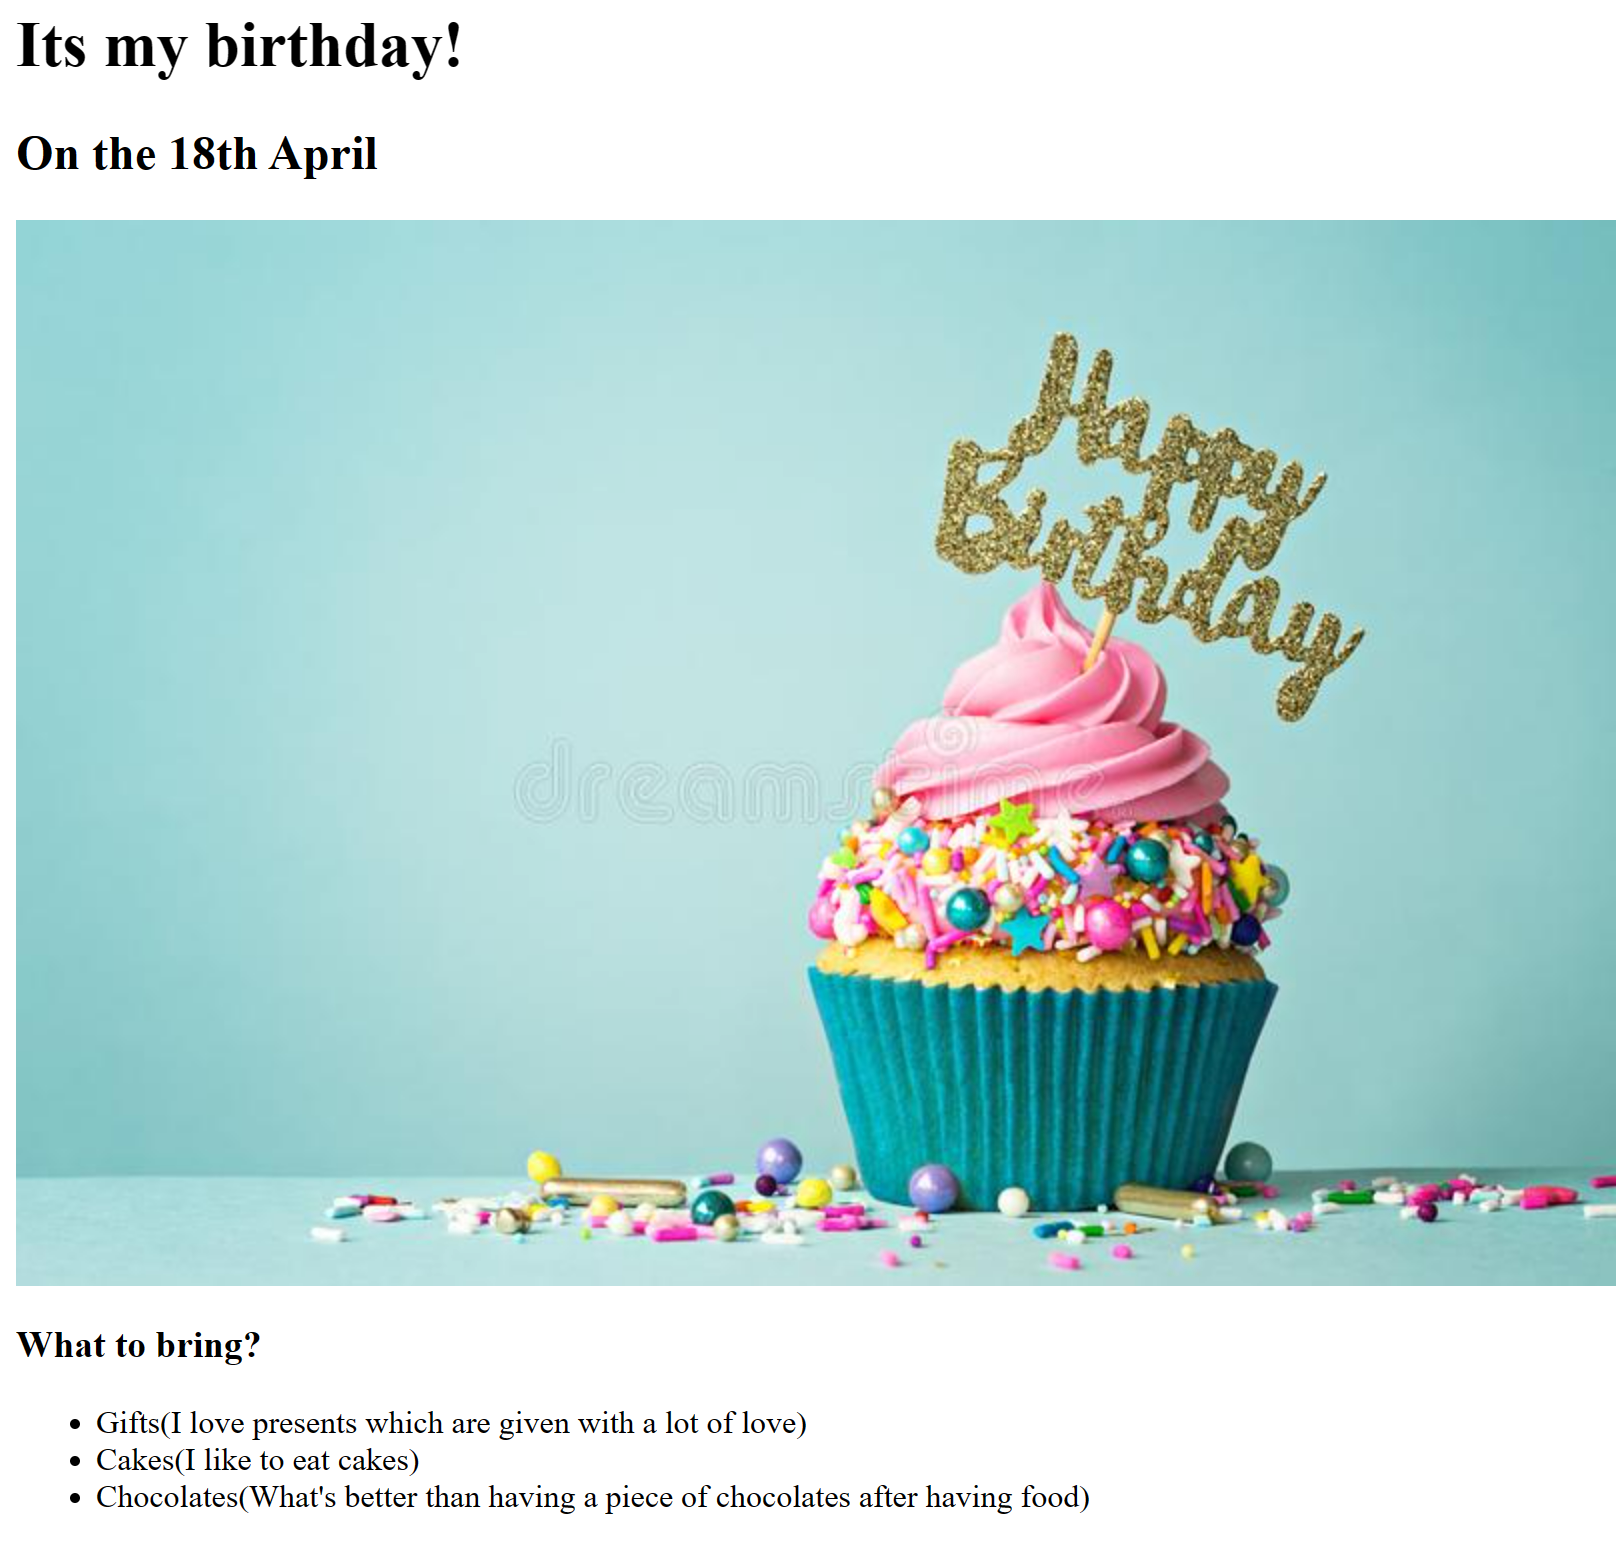 Its my birthday!
On the 18th April
Happy
Birthday
dreamstime
What to bring?
Gifts(I love presents which are given with a lot of love)
Cakes(I like to eat cakes)
Chocolates(What's better than having a piece of chocolates after having food)